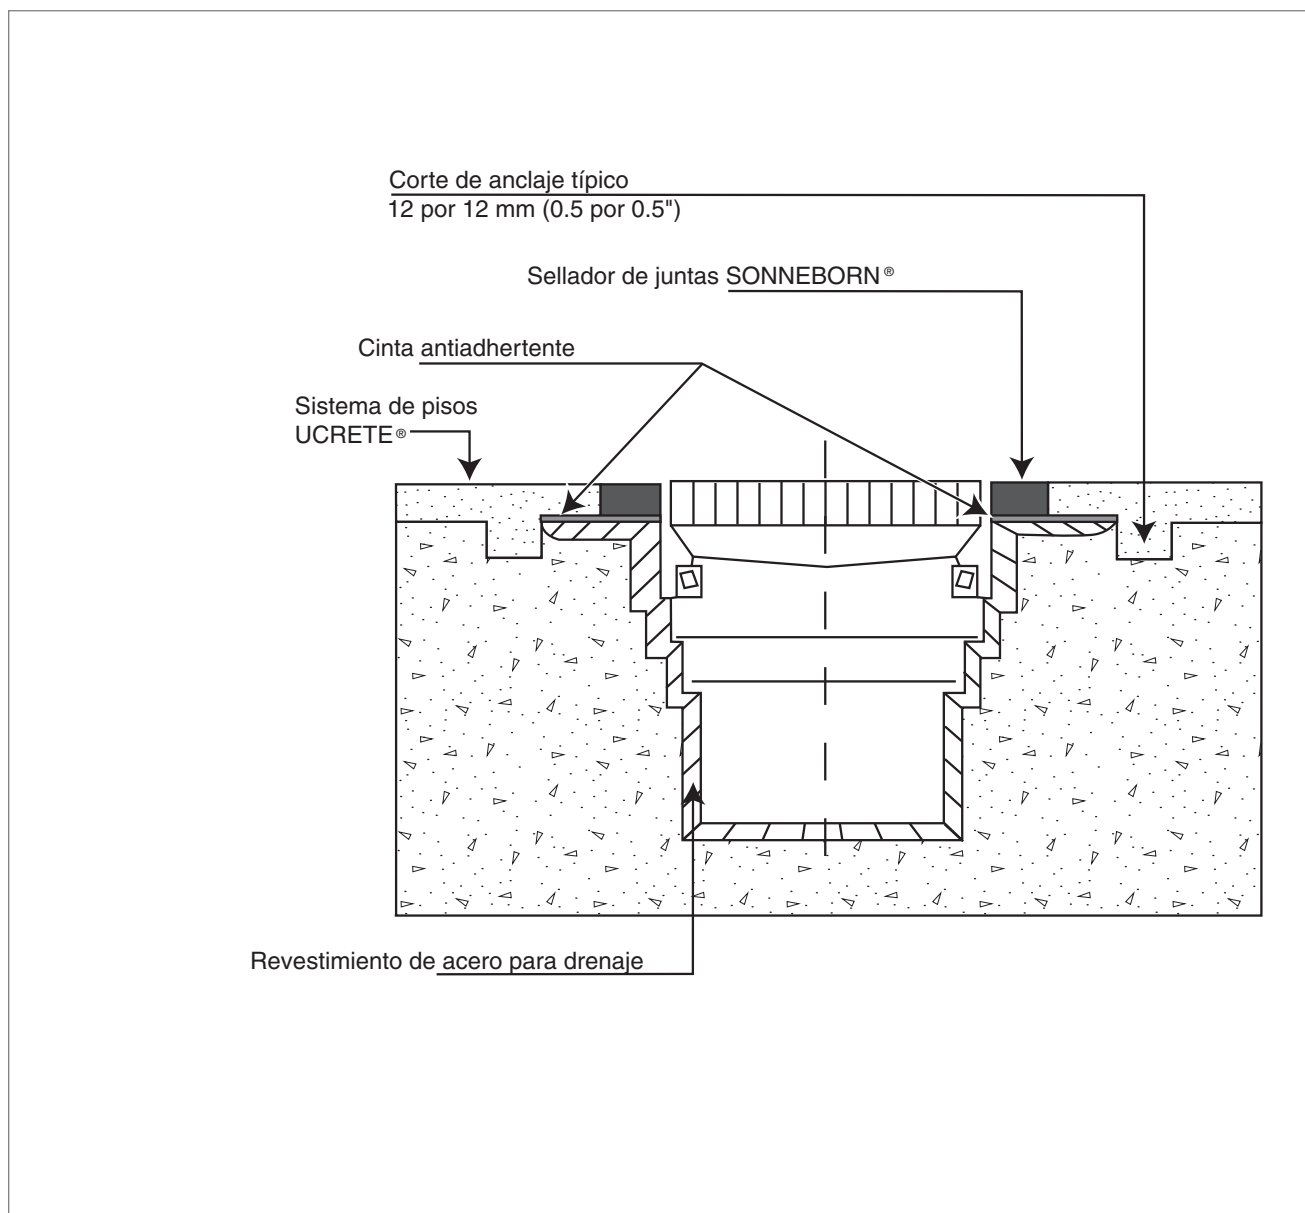 Corte de anclaje típico
12 por 12 mm (0.5 por 0.5")
Sellador de juntas SONNEBORN®
Cinta antiadhertente
Sistema de pisos
UCRETE®
Revestimiento de acero para drenaje